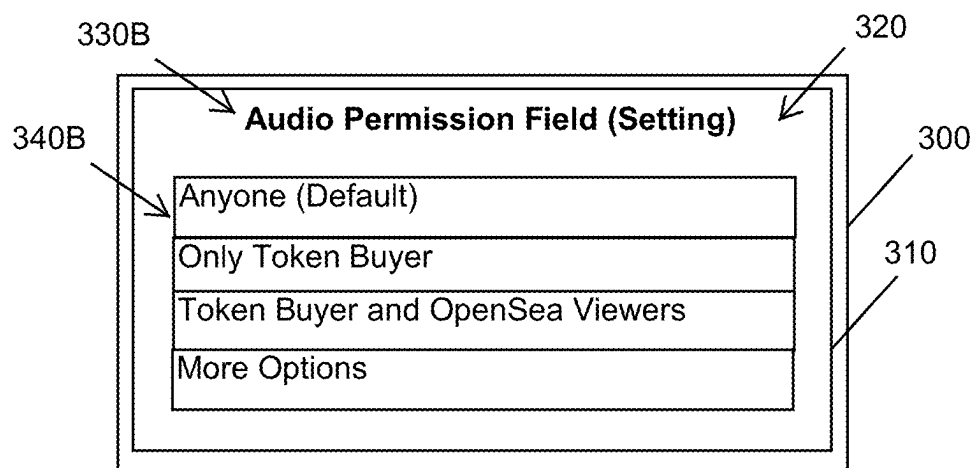 330B
320
Audio Permission Field (Setting)
340B
300
Anyone (Default)
Only Token Buyer
310
Token Buyer and OpenSea Viewers
More Options